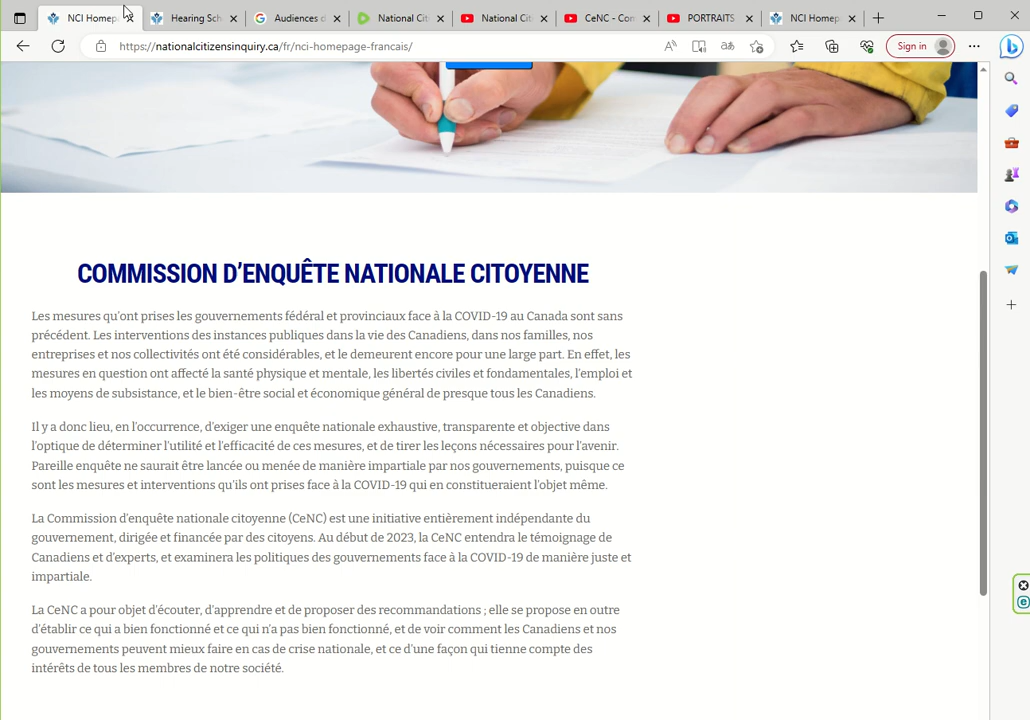 NCI Homep
Hearing Sch
Audiences d
National Cit
National Cit
CeNC - Con
PORTRAITS
NCI Homep
https://nationalcitizensinquiry.ca/fr/nci-homepage-francais/
Sign in
COMMISSION D'ENQUÊTE NATIONALE CITOYENNE
Les mesures qu'ont prises les gouvernements fédéral et provinciaux face à la COVID-19 au Canada sont sans
précédent. Les interventions des instances publiques dans la vie des Canadiens, dans nos familles, nos
entreprises et nos collectivités ont été considérables, et le demeurent encore pour une large part. En effet, les
mesures en question ont affecté la santé physique et mentale, les libertés civiles et fondamentales, l'emploi et
les moyens de subsistance, et le bien-être social et économique général de presque tous les Canadiens.
Il y a donc lieu, en l'occurrence, d'exiger une enquête nationale exhaustive, transparente et objective dans
l'optique de déterminer l'utilité et l'efficacité de ces mesures, et de tirer les leçons nécessaires pour l'avenir.
Pareille enquête ne saurait être lancée ou menée de manière impartiale par nos gouvernements, puisque ce
sont les mesures et interventions qu'ils ont prises face à la COVID-19 qui en constitueraient l'objet même.
La Commission d'enquête nationale citoyenne (CeNC) est une initiative entièrement indépendante du
gouvernement, dirigée et financée par des citoyens. Au début de 2023, la CeNC entendra le témoignage de
Canadiens et d'experts, et examinera les politiques des gouvernements face à la COVID-19 de manière juste et
impartiale.
La CeNC a pour objet d'écouter, d'apprendre et de proposer des recommandations ; elle se propose en outre
d'établir ce qui a bien fonctionné et ce qui n'a pas bien fonctionné, et de voir comment les Canadiens et nos
gouvernements peuvent mieux faire en cas de crise nationale, et ce d'une façon qui tienne compte des
intérêts de tous les membres de notre société.